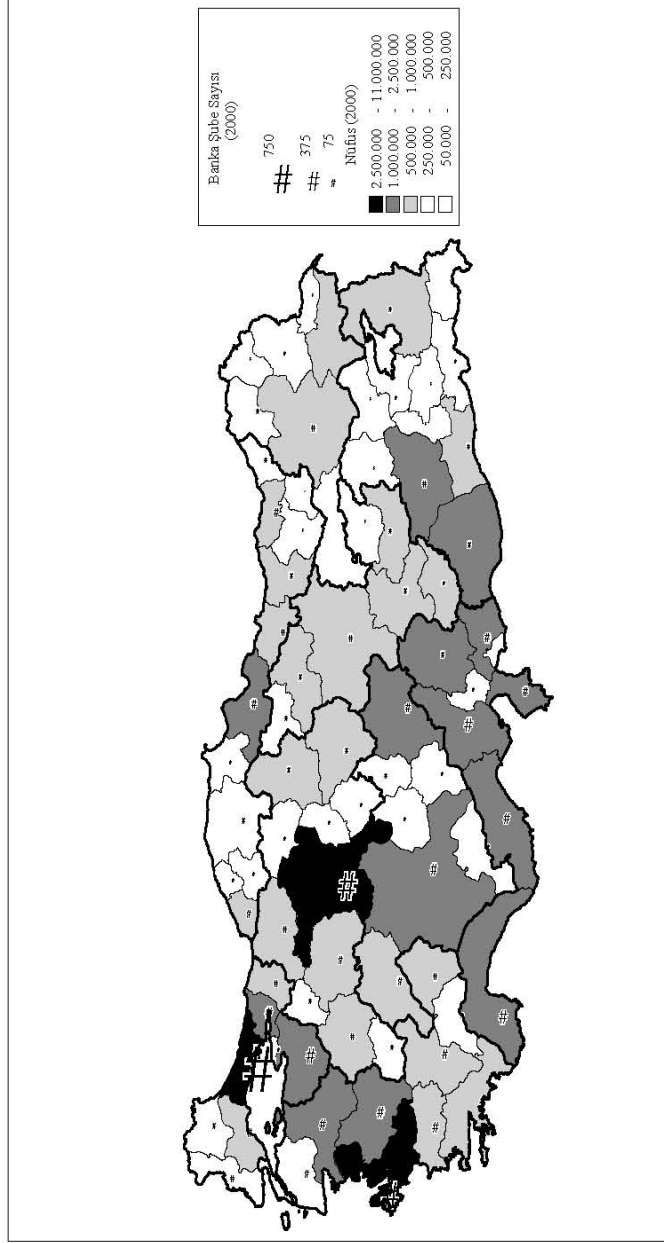 Banka Şube Sayısı
(2000)
# 750
# 375
# 75
Nüfus (2000)
2.500.000 - 11.000.000
1.000.000 - 2.500.000
500.000 - 1.000.000
250.000 - 500.000
50.000 - 250.000